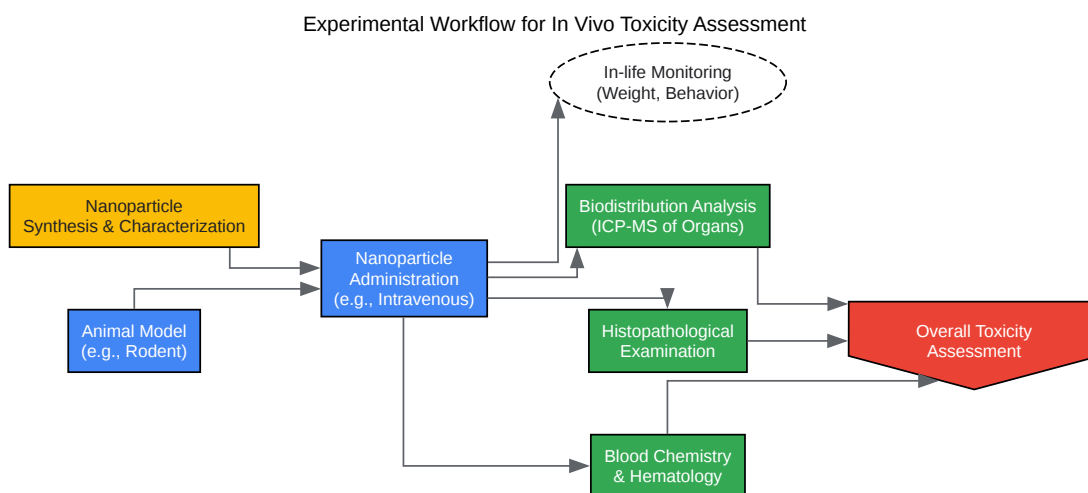 Experimental Workflow for In Vivo Toxicity Assessment
In-life Monitoring
(Weight, Behavior)
Nanoparticle
Synthesis & Characterization
Biodistribution Analysis
(ICP-MS of Organs)
Nanoparticle
Administration
(e.g., Intravenous)
Animal Model
(e.g., Rodent)
Histopathological
Examination
Overall Toxicity
Assessment
Blood Chemistry
& Hematology